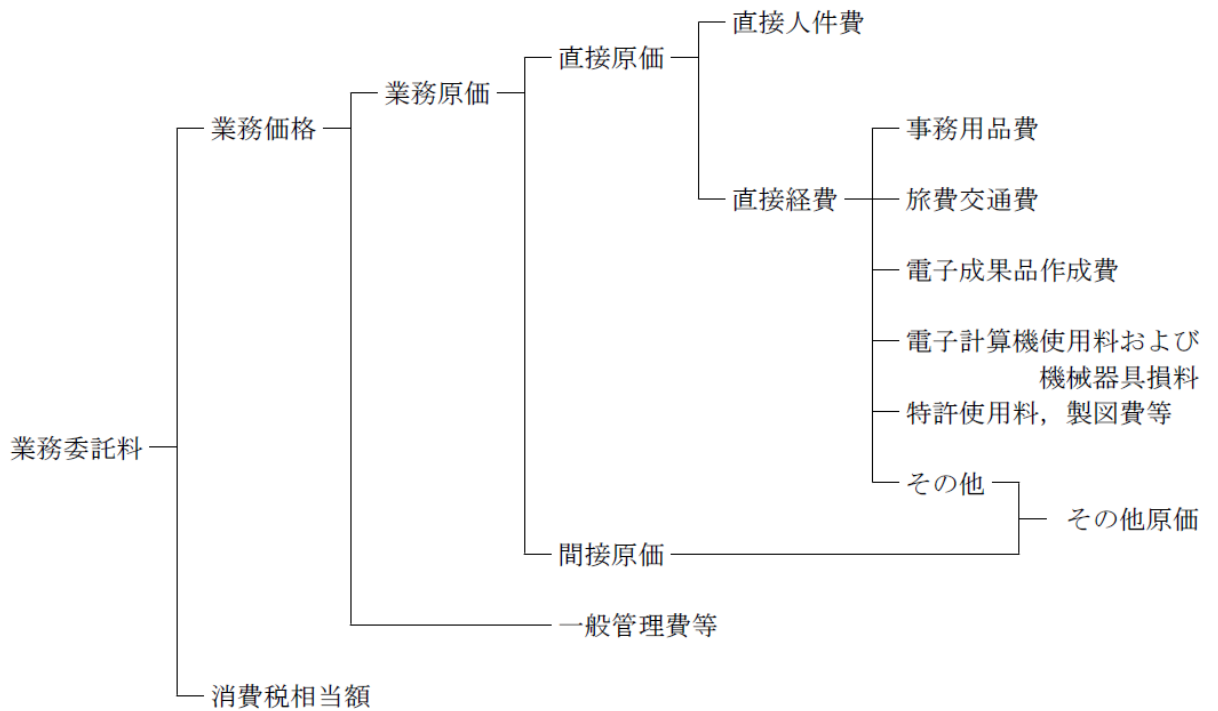 直接人件費
直接原価
業務原価
業務価格
事務用品費
直接経費
旅費交通費
電子成果品作成費
電子計算機使用料および
機械器具損料
特許使用料，製図費等
業務委託料
その他
その他原価
間接原価
一般管理費等
消費税相当額